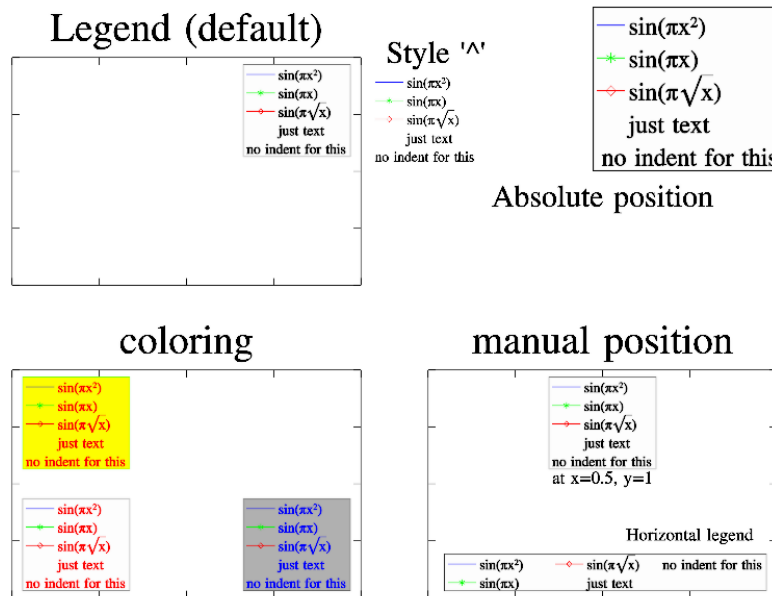 Legend (default)
sin(πx²)
sin(πx)
sin(π√x)
just text
no indent for this
Style '^'
sin(πx²)
sin(πx)
sin(π√x)
just text
no indent for this
sin(πx²)
sin(πx)
sin(π√x)
just text
no indent for this
Absolute position
coloring
sin(πx²)
sin(πx)
sin(π√x)
just text
no indent for this
sin(πx²)
sin(πx)
sin(π√x)
just text
no indent for this
sin(πx²)
sin(πx)
sin(π√x)
just text
no indent for this
manual position
sin(πx²)
sin(πx)
sin(π√x)
just text
no indent for this
at x=0.5, y=1
Horizontal legend
sin(πx²) sin(π√x) no indent for this
sin(πx) just text